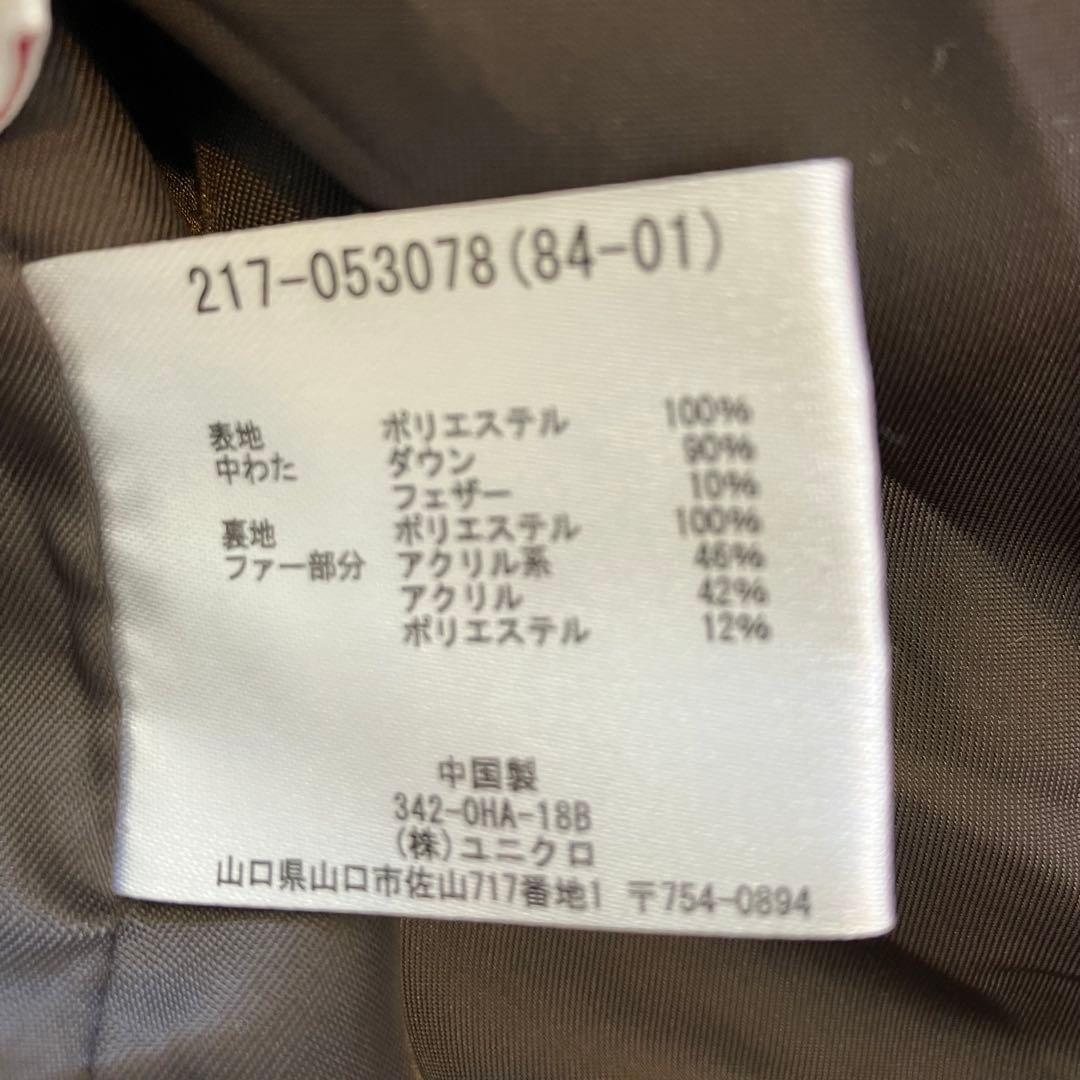 217-053078(84-01)
表地 ポリエステル 100%
中わた ダウン 90%
フェザー 10%
裏地 ポリエステル 100%
ファー部分 アクリル系 46%
アクリル 42%
ポリエステル 12%
中国製
342-OHA-18B
(株)ユニクロ
山口県山口市佐山717番地1 〒754-0894